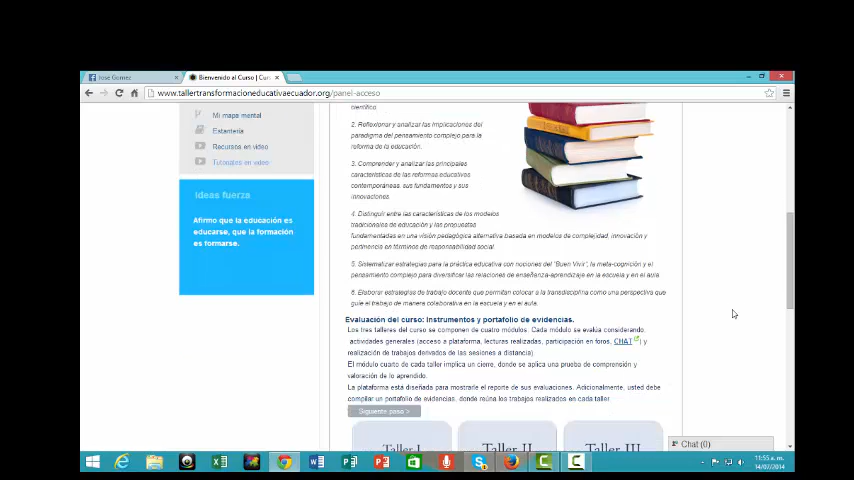 Jose Gomez
Bienvenido al Curso | Cur
www.tallertransformacioneducativaecuador.org/panel-acceso
Mi mapa mental
Estantería
Recursos en video
Tutoriales en video
Ideas fuerza
Afirmo que la educación es
educarse, que la formación
es formarse.
científico.
2. Reflexionar y analizar las implicaciones del
paradigma del pensamiento complejo para la
reforma de la educación.
3. Comprender y analizar las principales
características de las reformas educativas
contemporáneas, sus fundamentos y sus
innovaciones.
4. Distinguir entre las características de los modelos
tradicionales de educación y las propuestas
fundamentadas en una visión pedagógica alternativa basada en modelos de complejidad, innovación y
pertinencia en términos de responsabilidad social.
5. Sistematizar estrategias para la práctica educativa con nociones del "Buen Vivir", la meta-cognición y el
pensamiento complejo para diversificar las relaciones de enseñanza-aprendizaje en la escuela y en el aula.
6. Elaborar estrategias de trabajo docente que permitan colocar a la transdisciplina como una perspectiva que
guíe el trabajo de manera colaborativa en la escuela y en el aula.
Evaluación del curso: Instrumentos y portafolio de evidencias.
Los tres talleres del curso se componen de cuatro módulos. Cada módulo se evalúa considerando
actividades generales (acceso a plataforma, lecturas realizadas, participación en foros, CHAT) y
realización de trabajos derivados de las sesiones a distancia)
El módulo cuarto de cada taller implica un cierre, donde se aplica una prueba de comprensión y
valoración de lo aprendido.
La plataforma está diseñada para mostrarle el reporte de sus evaluaciones. Adicionalmente, usted debe
compilar un portafolio de evidencias, donde reúna los trabajos realizados en cada taller
Siguiente paso >
Taller I Taller II Taller III
Chat (0)
11:55 a. m.
14/07/2014